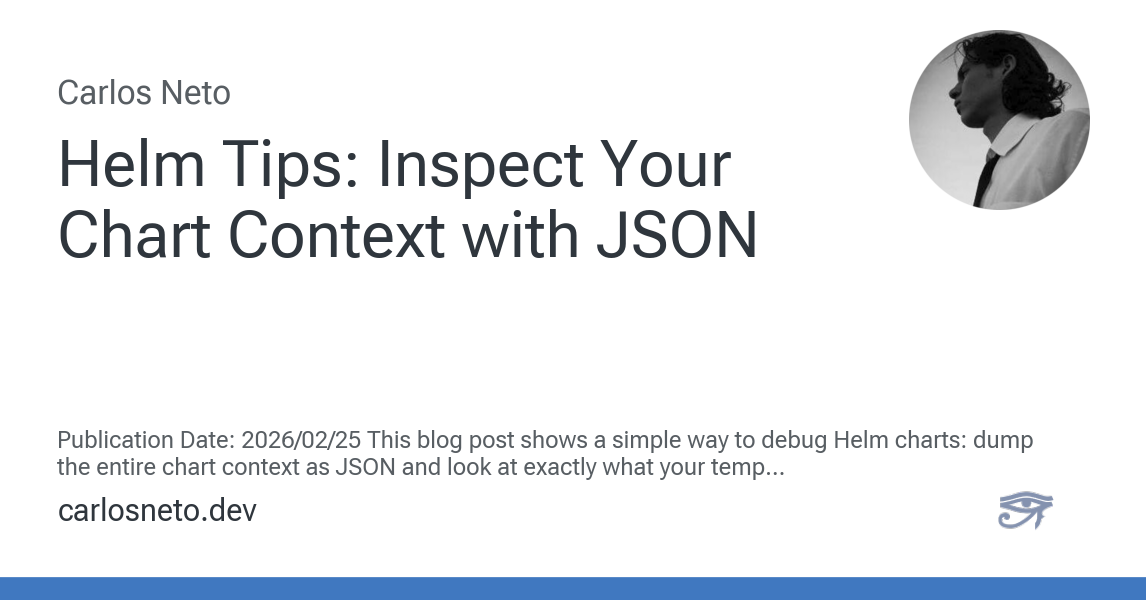 Carlos Neto
Helm Tips: Inspect Your
Chart Context with JSON
Publication Date: 2026/02/25 This blog post shows a simple way to debug Helm charts: dump
the entire chart context as JSON and look at exactly what your temp...
carlosneto.dev